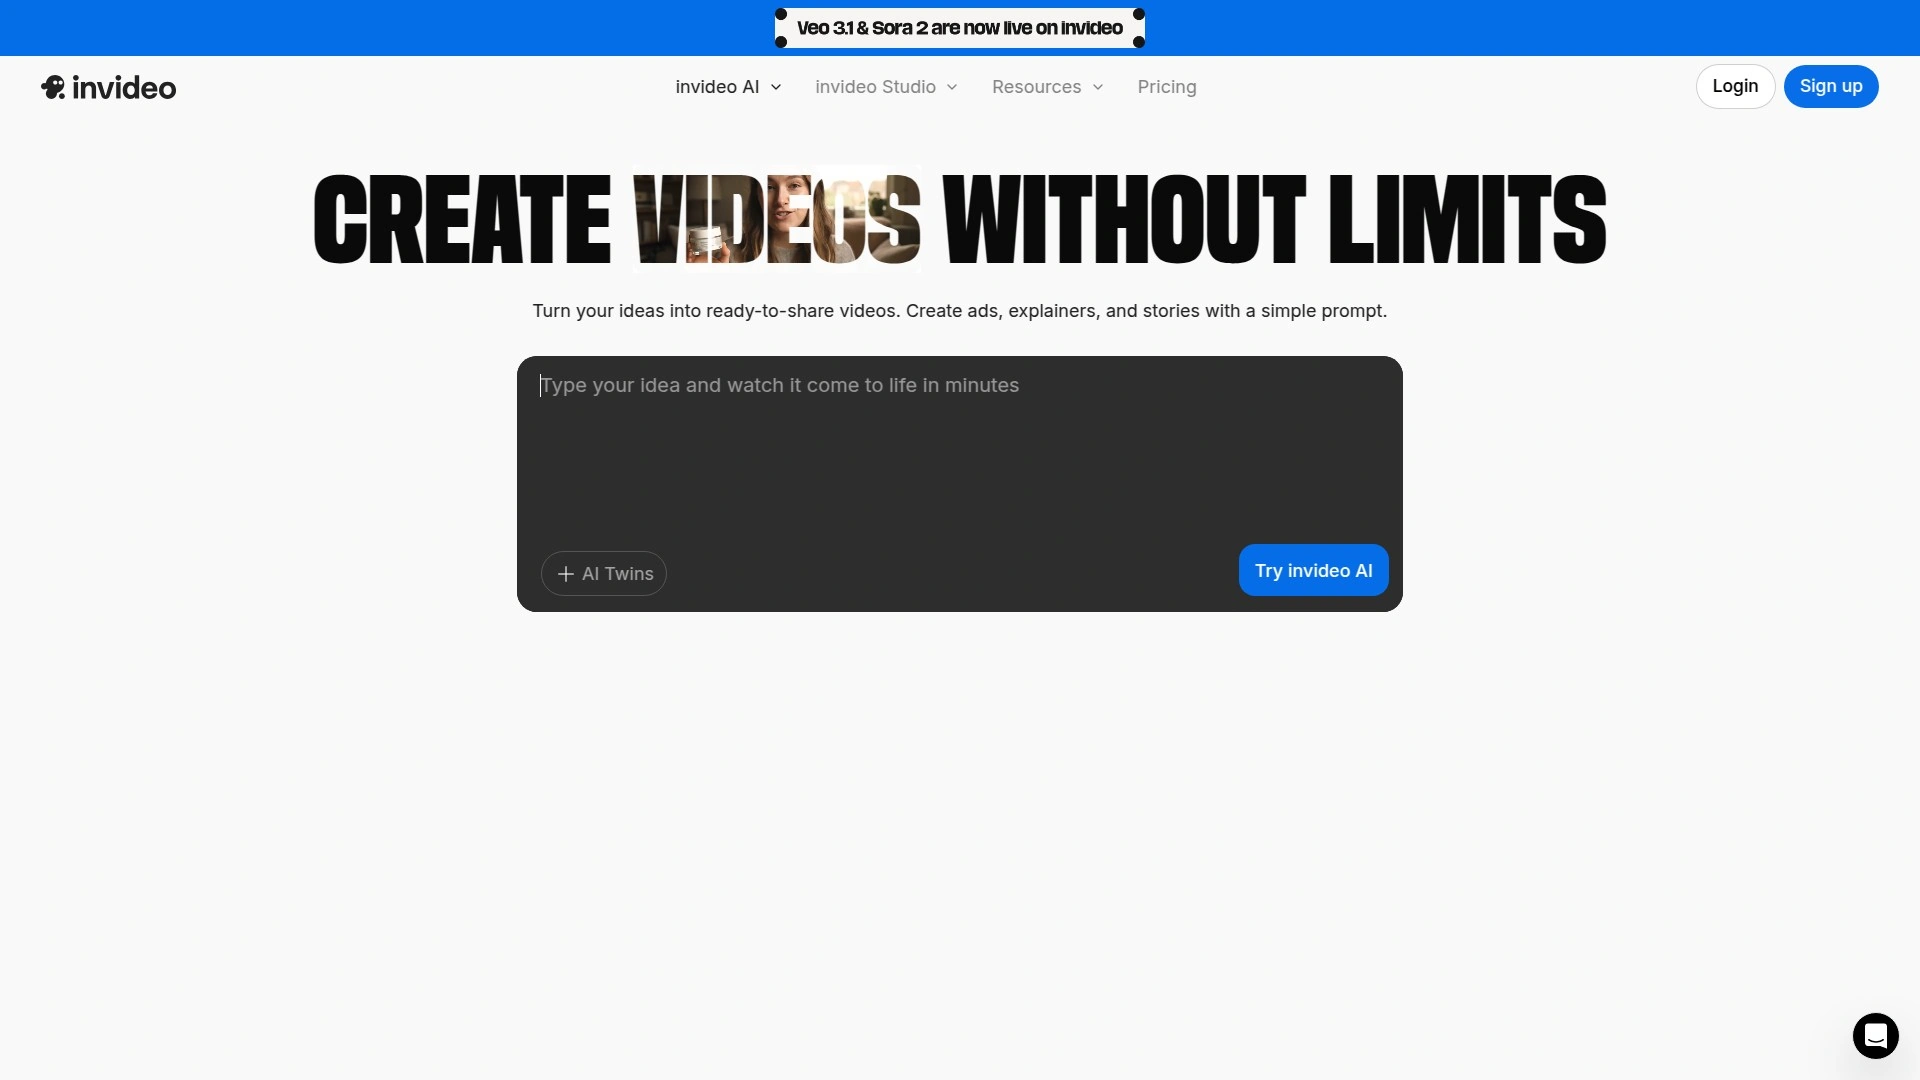 Veo 3.1 & Sora 2 are now live on invideo
invideo
invideo AI
invideo Studio
Resources
Pricing
Login
Sign up
CREATE VIDEOS WITHOUT LIMITS
Turn your ideas into ready-to-share videos. Create ads, explainers, and stories with a simple prompt.
Type your idea and watch it come to life in minutes
AI Twins
Try invideo AI